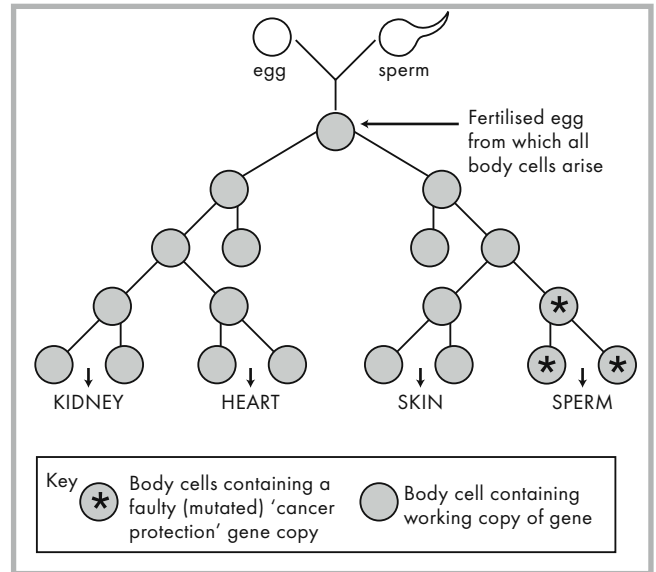 egg
sperm
Fertilised egg
from which all
body cells arise
KIDNEY
HEART
SKIN
SPERM
Key
Body cells containing a
faulty (mutated) ‘cancer
protection’ gene copy
Body cell containing
working copy of gene